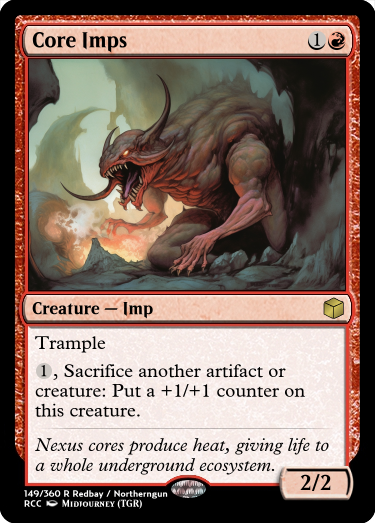 Core Imps 1
Creature — Imp
Trample
1, Sacrifice another artifact or
creature: Put a +1/+1 counter on
this creature.
Nexus cores produce heat, giving life to
a whole underground ecosystem.
2/2
149/360 R Redbay / Northerngun
RCC Midjourney (TGR)